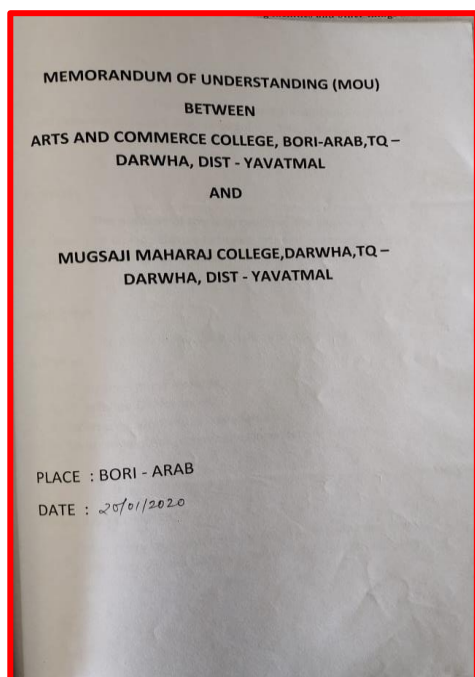 MEMORANDUM OF UNDERSTANDING (MOU)
BETWEEN
ARTS AND COMMERCE COLLEGE, BORI-ARAB,TQ –
DARWHA, DIST - YAVATMAL
AND
MUGSAJI MAHARAJ COLLEGE,DARWHA,TQ –
DARWHA, DIST - YAVATMAL
PLACE : BORI - ARAB
DATE : 20/01/2020